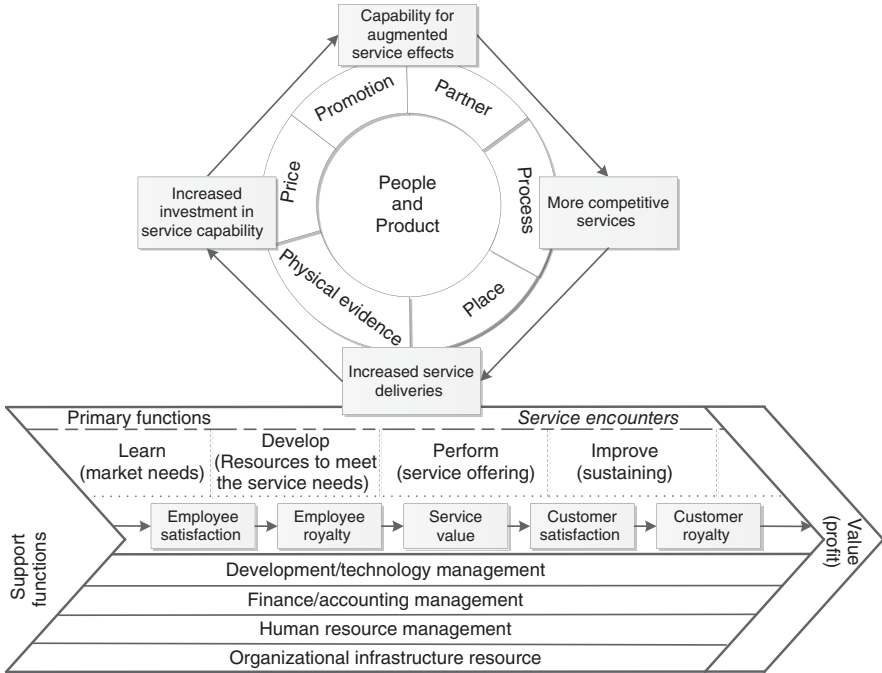 Capability for
augmented
service effects
Promotion
Partner
Price
Process
People
and
Product
Increased
investment in
service capability
More competitive
services
Physical evidence
Place
Increased service
deliveries
Primary functions
Service encounters
Learn
(market needs)
Develop
(Resources to meet
the service needs)
Perform
(service offering)
Improve
(sustaining)
Employee
satisfaction
Employee
royalty
Service
value
Customer
satisfaction
Customer
royalty
Value
(profit)
Support
functions
Development/technology management
Finance/accounting management
Human resource management
Organizational infrastructure resource